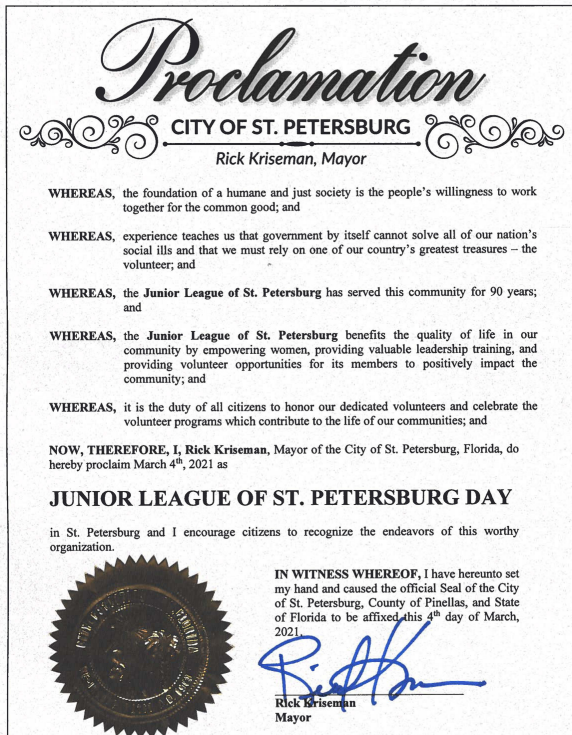 Proclamation
CITY OF ST. PETERSBURG
Rick Kriseman, Mayor
WHEREAS, the foundation of a humane and just society is the people's willingness to work
together for the common good; and
WHEREAS, experience teaches us that government by itself cannot solve all of our nation's
social ills and that we must rely on one of our country's greatest treasures – the
volunteer; and
WHEREAS, the Junior League of St. Petersburg has served this community for 90 years;
and
WHEREAS, the Junior League of St. Petersburg benefits the quality of life in our
community by empowering women, providing valuable leadership training, and
providing volunteer opportunities for its members to positively impact the
community; and
WHEREAS, it is the duty of all citizens to honor our dedicated volunteers and celebrate the
volunteer programs which contribute to the life of our communities; and
NOW, THEREFORE, I, Rick Kriseman, Mayor of the City of St. Petersburg, Florida, do
hereby proclaim March 4th, 2021 as
JUNIOR LEAGUE OF ST. PETERSBURG DAY
in St. Petersburg and I encourage citizens to recognize the endeavors of this worthy
organization.
IN WITNESS WHEREOF, I have hereunto set
my hand and caused the official Seal of the City
of St. Petersburg, County of Pinellas, and State
of Florida to be affixed this 4th day of March,
2021.
Rick Kriseman
Mayor